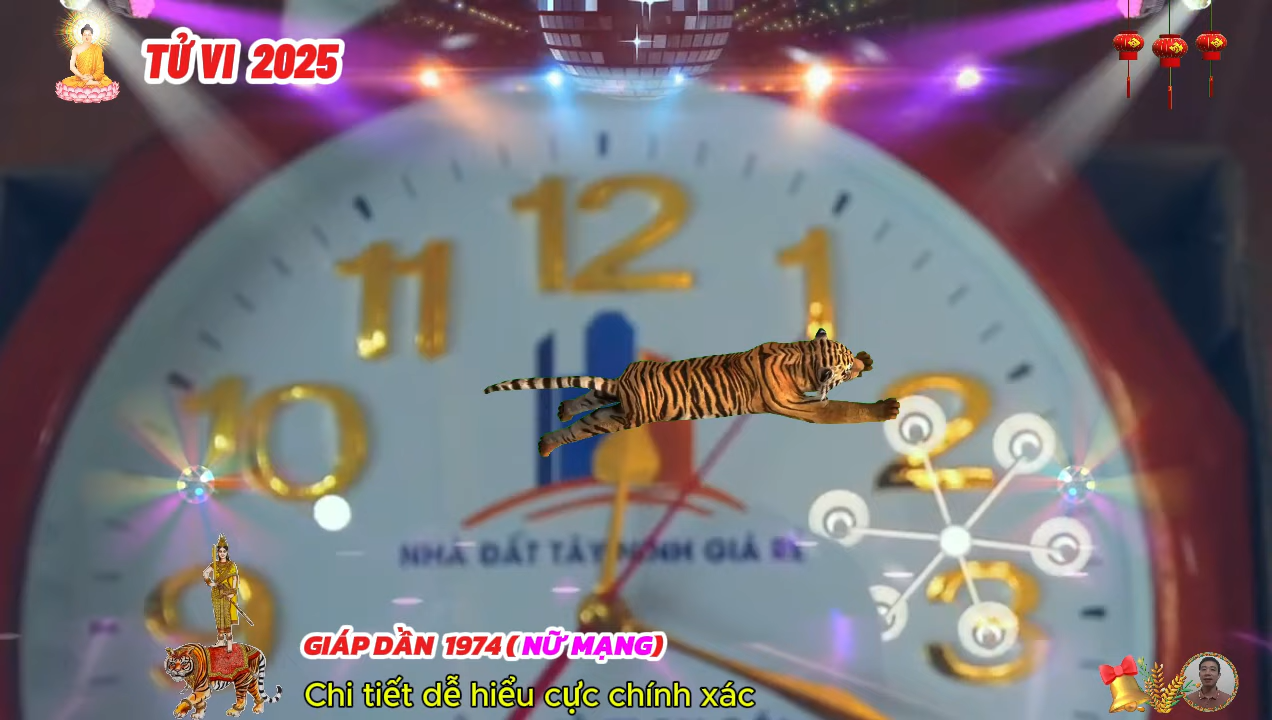 TỬ VI 2025
12
11
1
10
2
NHÀ ĐẤT TÂY NINH GIÁ RẺ
9
3
GIÁP DẦN 1974 ( NỮ MẠNG)
Chi tiết dễ hiểu cực chính xác